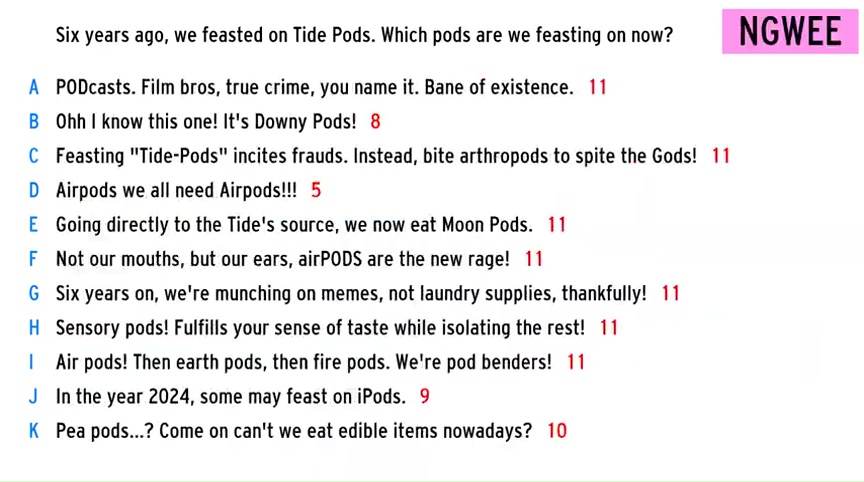 Six years ago, we feasted on Tide Pods. Which pods are we feasting on now?
NGWEE
A PODcasts. Film bros, true crime, you name it. Bane of existence. 11
B Ohh I know this one! It's Downy Pods! 8
C Feasting "Tide-Pods" incites frauds. Instead, bite arthropods to spite the Gods! 11
D Airpods we all need Airpods!!! 5
E Going directly to the Tide's source, we now eat Moon Pods. 11
F Not our mouths, but our ears, airPODS are the new rage! 11
G Six years on, we're munching on memes, not laundry supplies, thankfully! 11
H Sensory pods! Fulfills your sense of taste while isolating the rest! 11
I Air pods! Then earth pods, then fire pods. We're pod benders! 11
J In the year 2024, some may feast on iPods. 9
K Pea pods...? Come on can't we eat edible items nowadays? 10